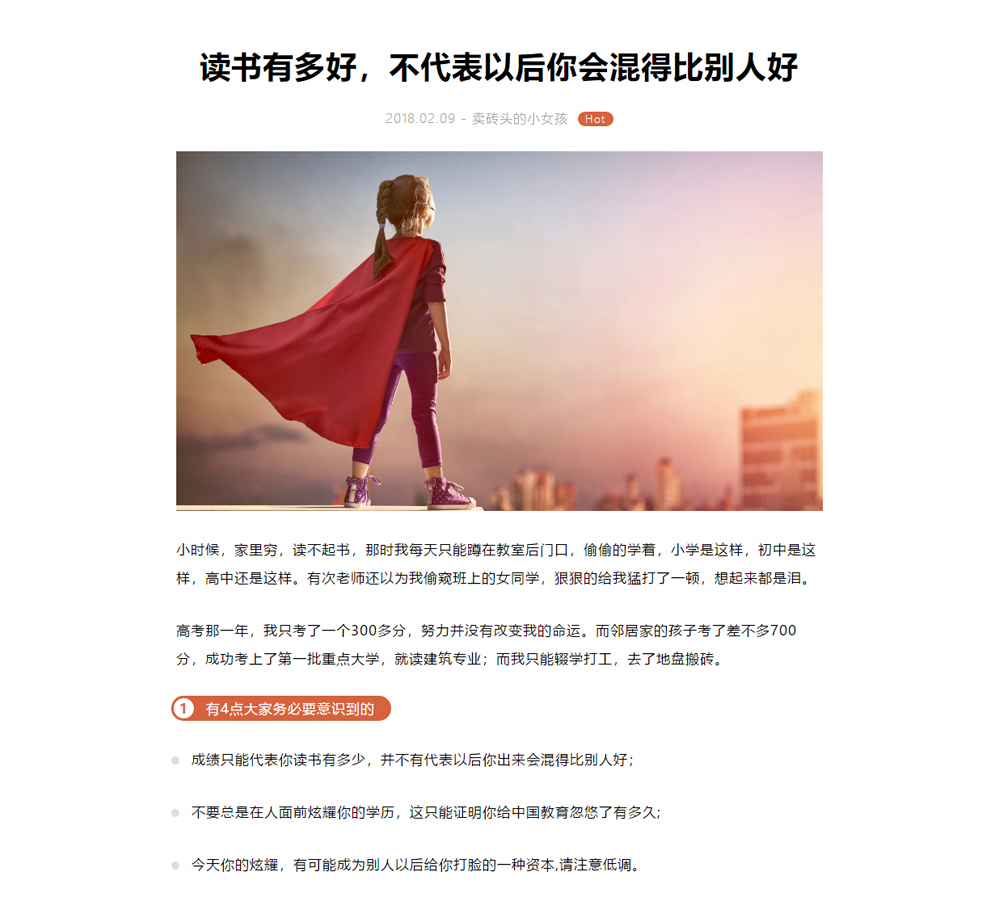 读书有多好，不代表以后你会混得比别人好
2018.02.09 - 卖砖头的小女孩 Hot
小时候，家里穷，读不起书，那时我每天只能蹲在教室后门口，偷偷的学着，小学是这样，初中是这
样，高中还是这样。有次老师还以为我偷窥班上的女同学，狠狠的给我猛打了一顿，想起来都是泪。
高考那一年，我只考了一个300多分，努力并没有改变我的命运。而邻居家的孩子考了差不多700
分，成功考上了第一批重点大学，就读建筑专业；而我只能辍学打工，去了地盘搬砖。
1 有4点大家务必要意识到的
成绩只能代表你读书有多少，并不有代表以后你出来会混得比别人好；
不要总是在人面前炫耀你的学历，这只能证明你给中国教育忽悠了有多久;
今天你的炫耀，有可能成为别人以后给你打脸的一种资本,请注意低调。